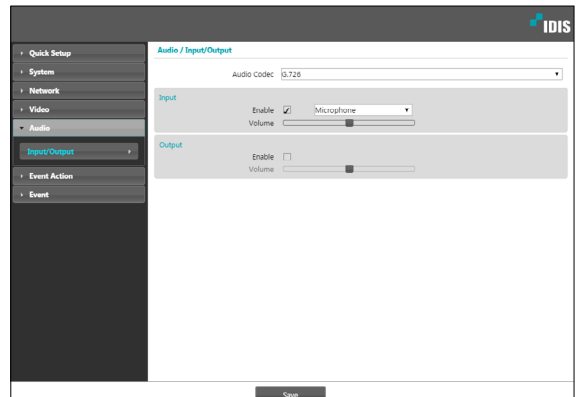 IDIS
Quick Setup
System
Network
Video
Audio
Input/Output
Event Action
Event
Audio / Input/Output
Audio Codec G.726
Input
Enable Microphone
Volume
Output
Enable
Volume
Save